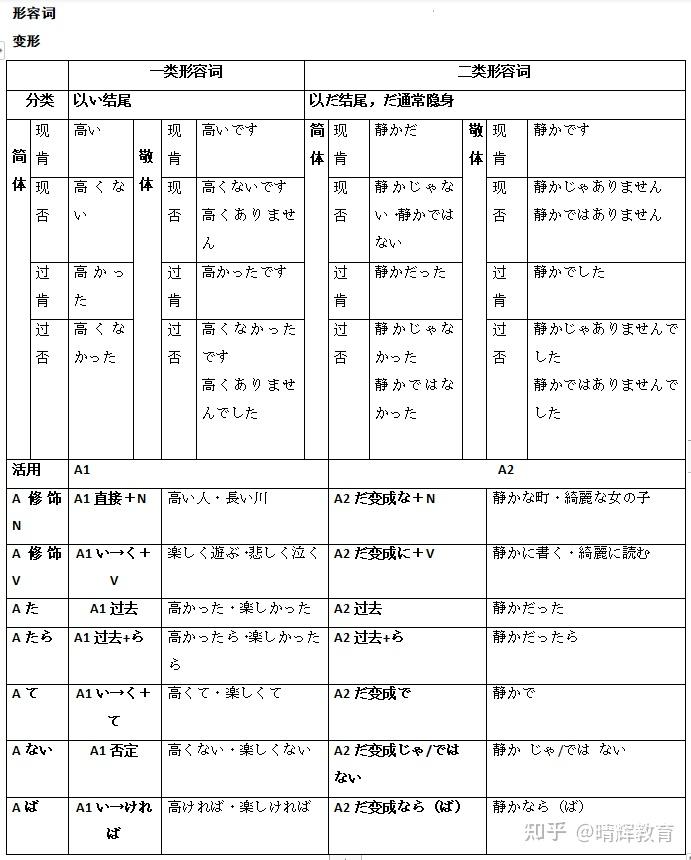 形容词
变形
一类形容词 二类形容词
分类 以い结尾 以だ结尾，だ通常隐身
简体 现肯 高い 敬体 现肯 高いです 简体 现肯 静かだ 敬体 现肯 静かです
现否 高くない 现否 高くないです 现否 静かじゃない·静かではない 现否 静かじゃありません
高くありません 静かではありません
过肯 高かった 过肯 高かったです 过肯 静かだった 过肯 静かでした
过否 高くなかった 过否 高くなかったです 过否 静かじゃなかった 过否 静かじゃありませんでした
高くありませんでした 静かではなかった 静かではありませんでした
活用 A1 A2
A 修饰 N A1 直接＋N 高い人・長い川 A2 だ变成な＋N 静かな町・綺麗な女の子
A 修饰 V A1 い→く＋V 楽しく遊ぶ·悲しく泣く A2 だ变成に＋V 静かに書く・綺麗に読む
A た A1 过去 高かった・楽しかった A2 过去 静かだった
A たら A1 过去+ら 高かったら·楽しかったら A2 过去+ら 静かだったら
A て A1 い→く＋て 高くて・楽しくて A2 だ变成で 静かで
A ない A1 否定 高くない・楽しくない A2 だ变成じゃ/ではない 静か じゃ/では ない
A ば A1 い→ければ 高ければ・楽しければ A2 だ变成なら（ば） 静かなら（ば）
知乎 @晴辉教育